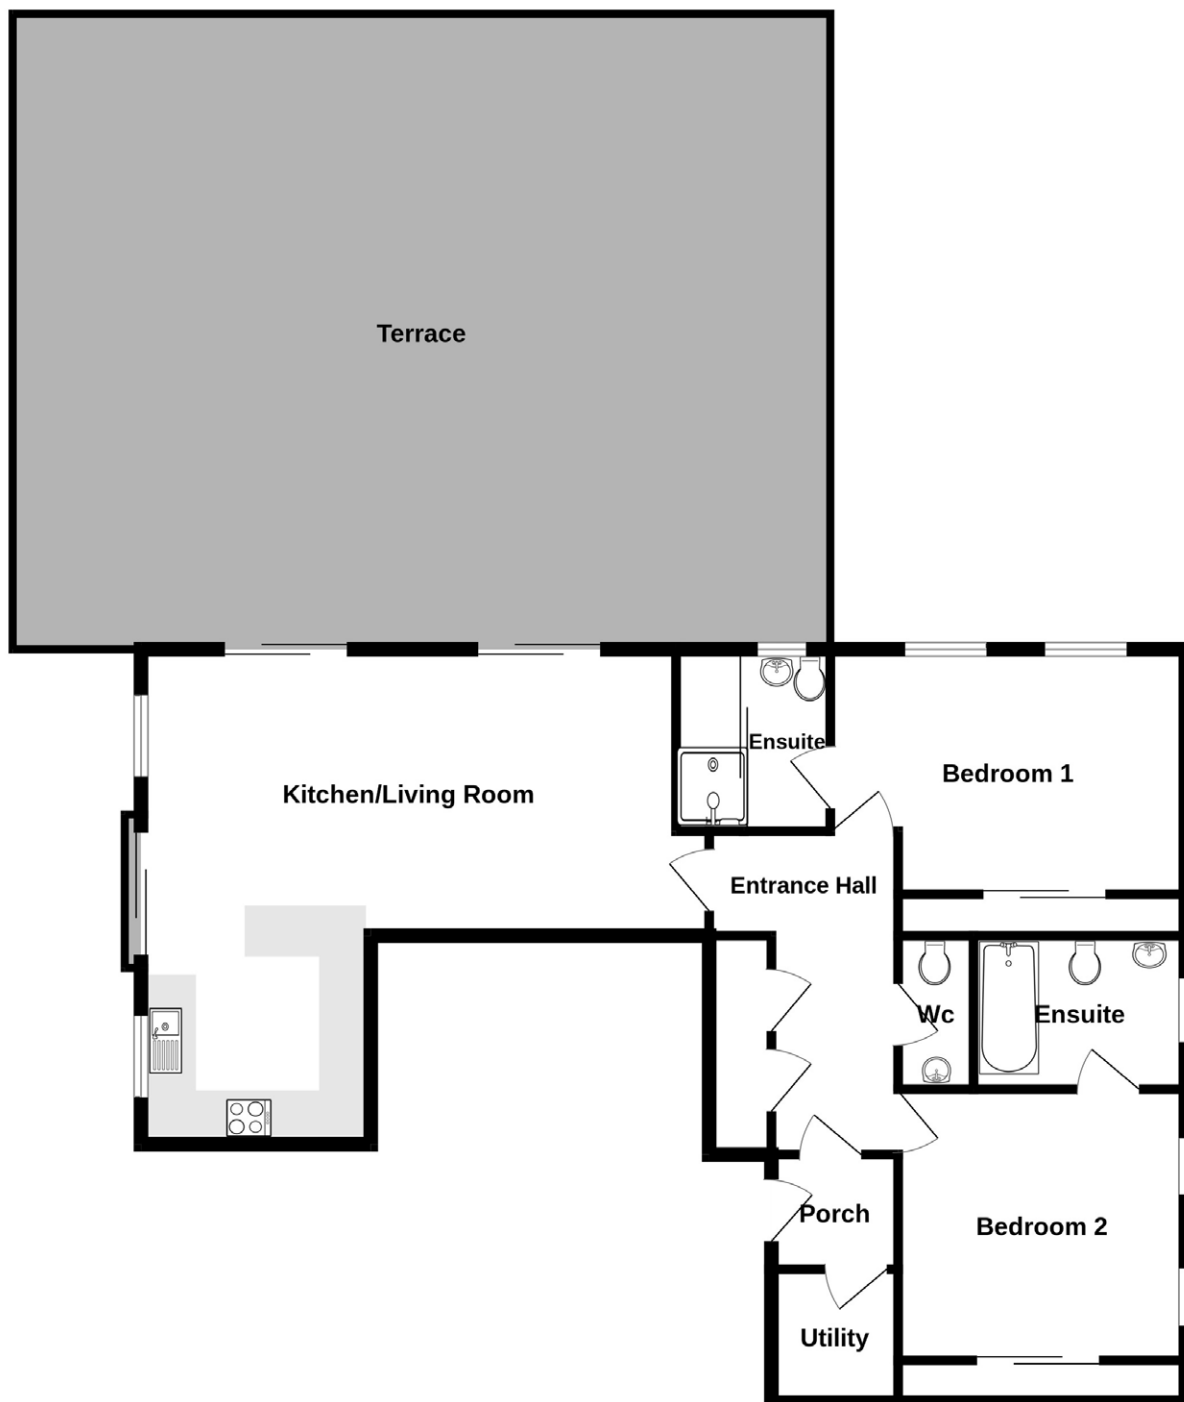 Terrace
Ensuite
Bedroom 1
Kitchen/Living Room
Entrance Hall
Wc
Ensuite
Porch
Bedroom 2
Utility